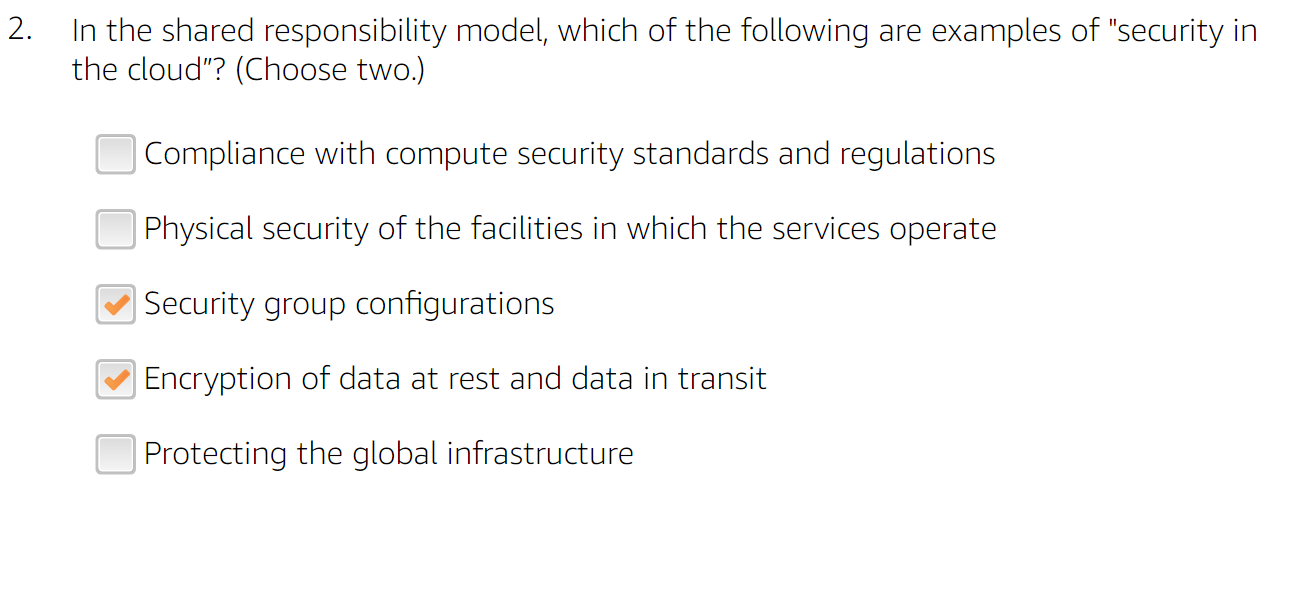 2. In the shared responsibility model, which of the following are examples of "security in
the cloud"? (Choose two.)
Compliance with compute security standards and regulations
Physical security of the facilities in which the services operate
Security group configurations
Encryption of data at rest and data in transit
Protecting the global infrastructure